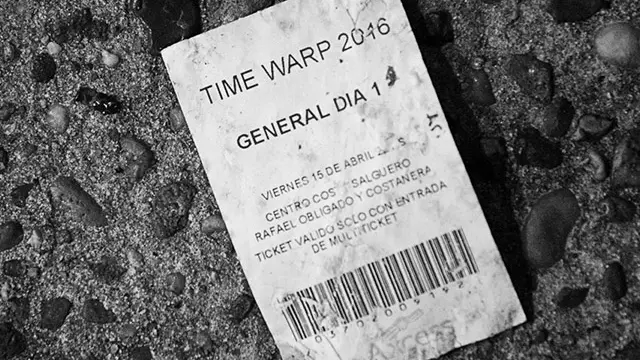 TIME WARP 2016
GENERAL DIA 1
VIERNES 15 DE ABRIL
CENTRO SALGUERO
RAFAEL OBLIGADO Y COSTANERA
TICKET VALIDO SOLO CON ENTRADA
DE MULTITICKET